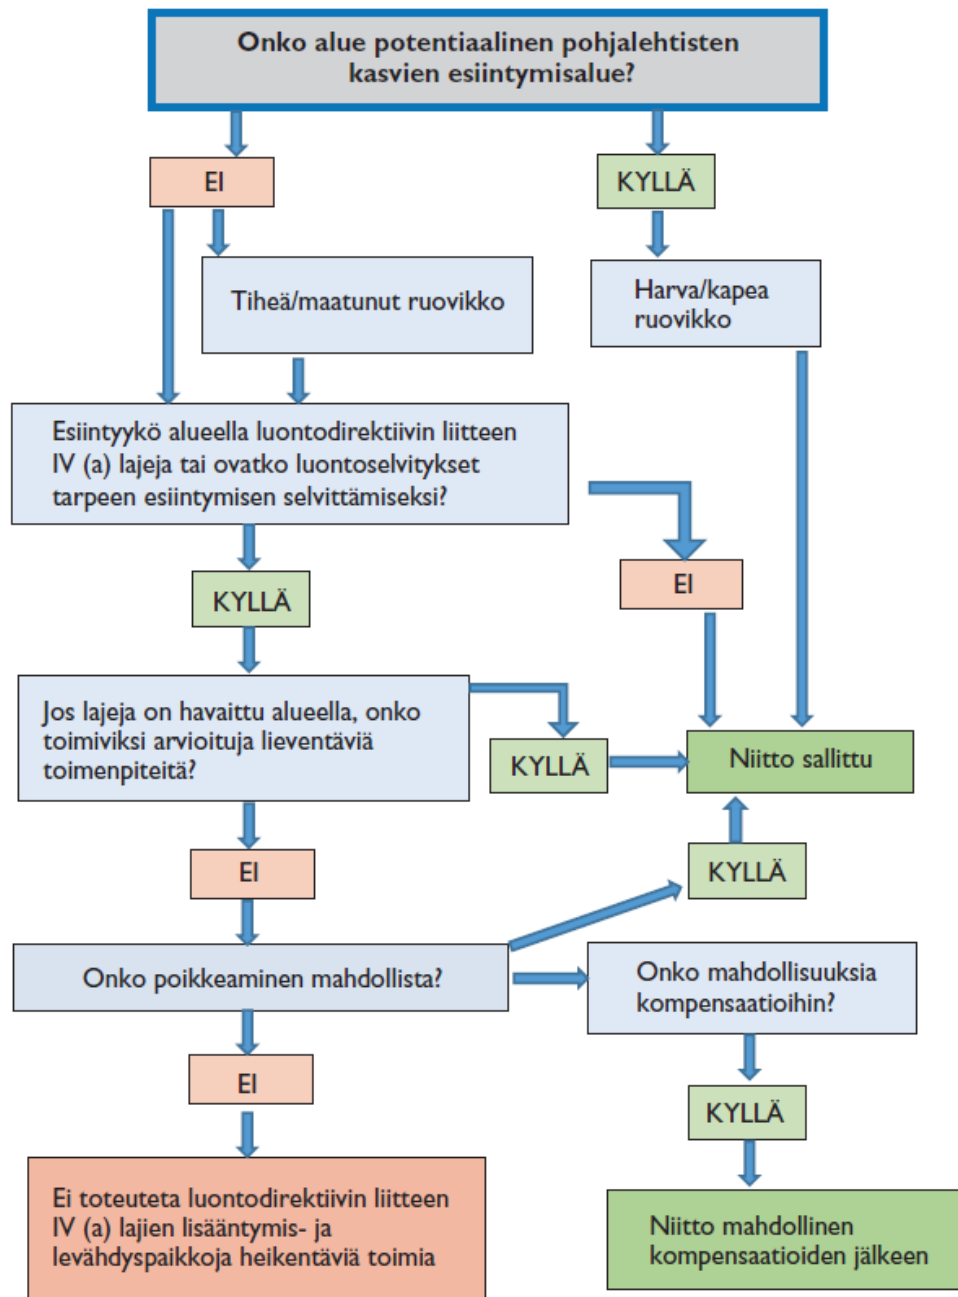 Onko alue potentiaalinen pohjalehtisten
kasvien esiintymisalue?
EI
KYLLÄ
Tiheä/maatunut ruovikko
Harva/kapea
ruovikko
Esiintyykö alueella luontodirektiivin liitteen
IV (a) lajeja tai ovatko luontoselvitykset
tarpeen esiintymisen selvittämiseksi?
EI
KYLLÄ
Jos lajeja on havaittu alueella, onko
toimiviksi arvioituja lieventäviä
toimenpiteitä?
KYLLÄ
Niitto sallittu
EI
KYLLÄ
Onko poikkeaminen mahdollista?
Onko mahdollisuuksia
kompensaatioihin?
EI
KYLLÄ
Ei toteuteta luontodirektiivin liitteen
IV (a) lajien lisääntymis- ja
levähdyspaikkoja heikentäviä toimia
Niitto mahdollinen
kompensaatioiden jälkeen